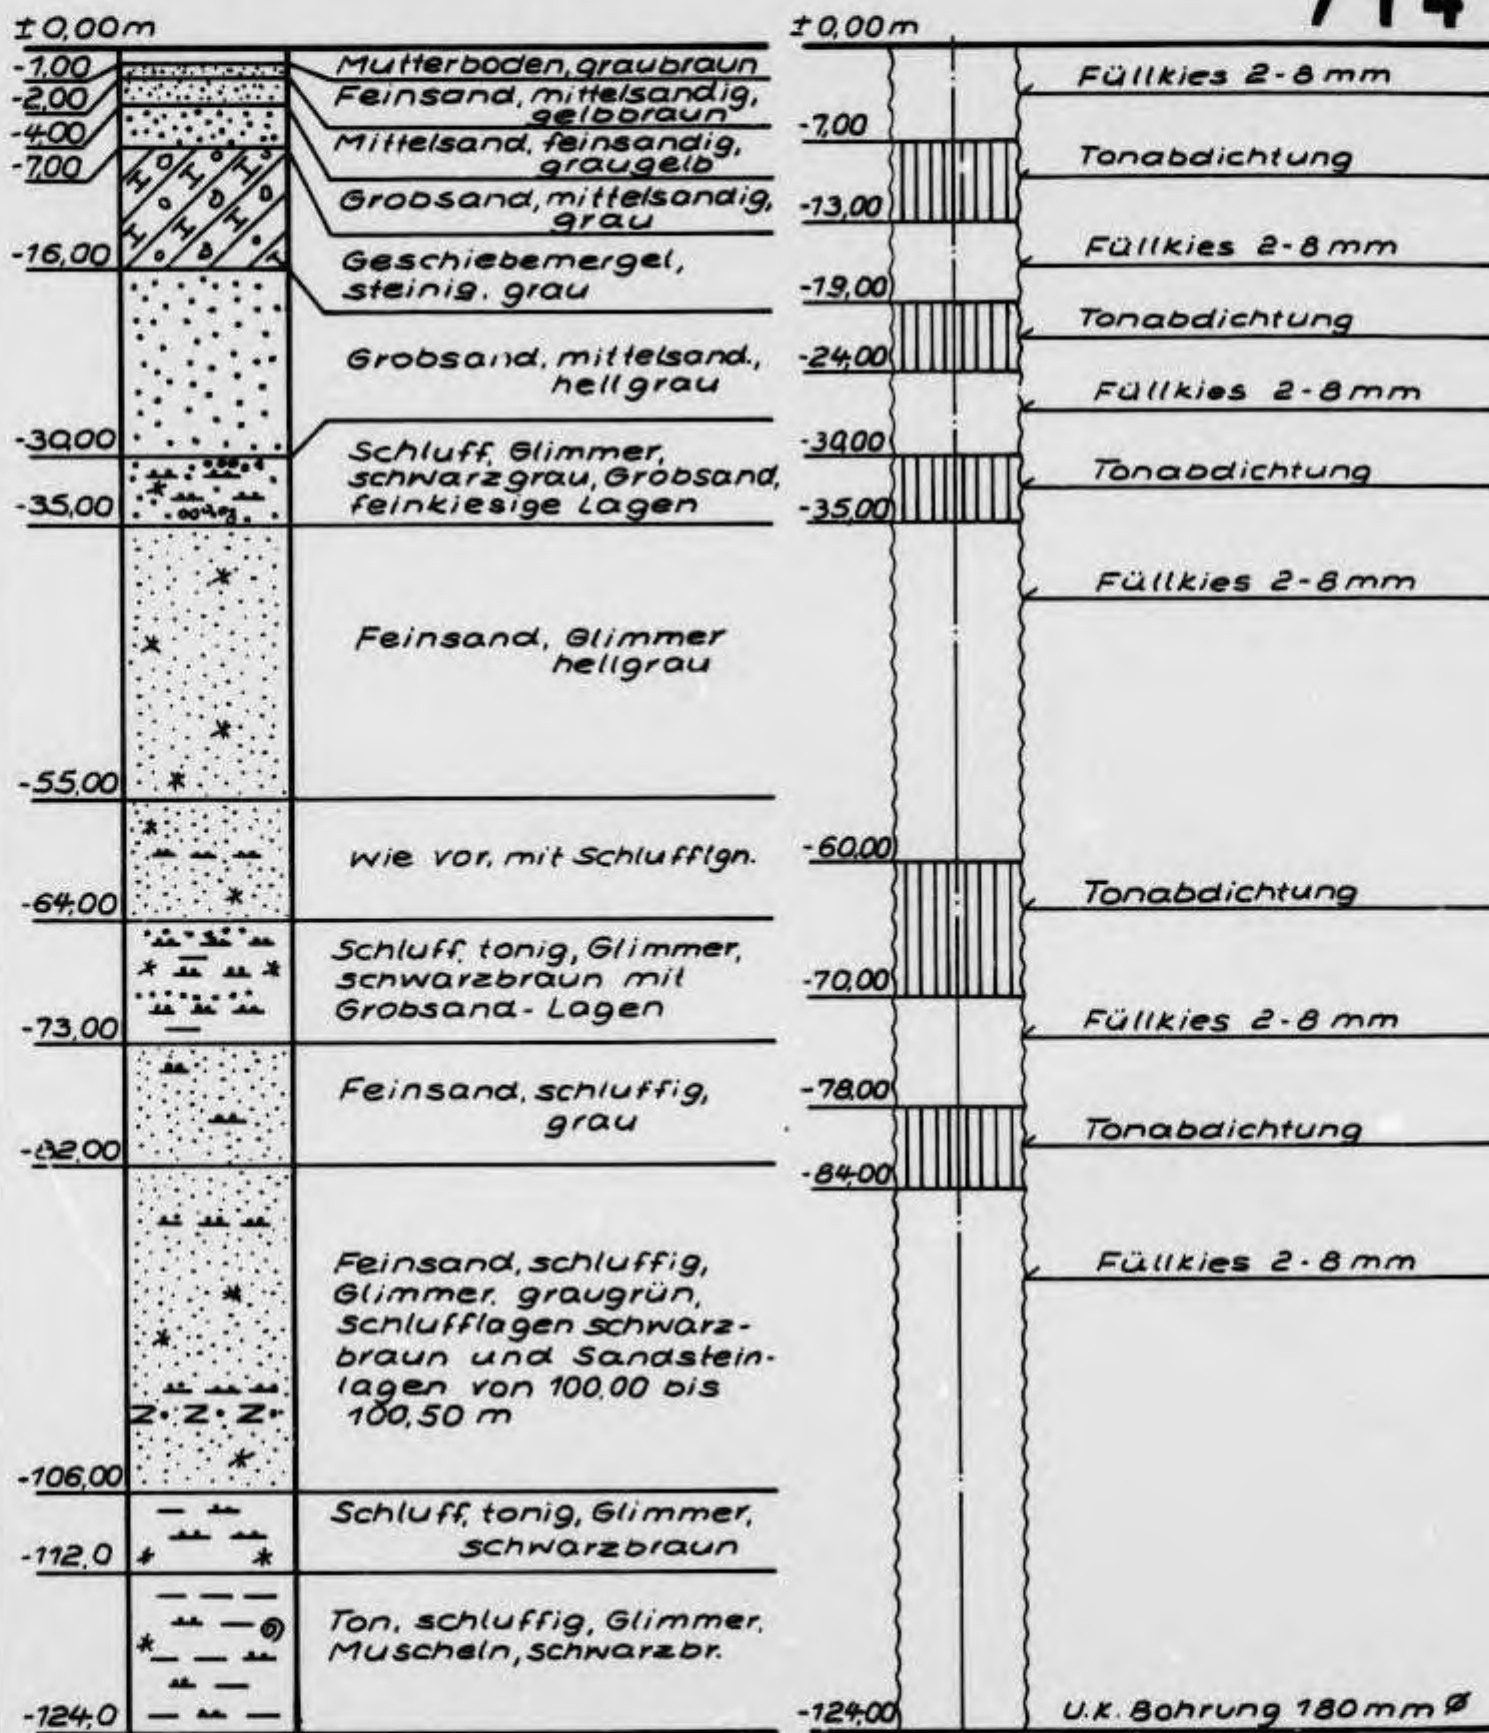 714
± 0,00 m
-1,00
Mutterboden, graubraun
-2,00
Feinsand, mittelsandig,
gelbbraun
-4,00
Mittelsand, feinsandig,
graugelb
-7,00
Grobsand, mittelsandig,
grau
-16,00
Geschiebemergel,
steinig, grau
Grobsand, mittelsand.,
hellgrau
-30,00
Schluff, Glimmer,
schwarzgrau, Grobsand,
feinkiesige Lagen
-35,00
Feinsand, Glimmer
hellgrau
-55,00
wie vor, mit Schlufflgn.
-64,00
Schluff, tonig, Glimmer,
schwarzbraun mit
Grobsand-Lagen
-73,00
Feinsand, schluffig,
grau
-82,00
Feinsand, schluffig,
Glimmer, graugrün,
Schlufflagen schwarz-
braun und Sandstein-
lagen von 100,00 bis
100,50 m
Z Z Z
-106,00
Schluff, tonig, Glimmer,
schwarzbraun
-112,0
Ton, schluffig, Glimmer,
Muscheln, schwarzbr.
-124,0
± 0,00 m
Füllkies 2-8 mm
-7,00
Tonabdichtung
-13,00
Füllkies 2-8 mm
-19,00
Tonabdichtung
-24,00
Füllkies 2-8 mm
-30,00
Tonabdichtung
-35,00
Füllkies 2-8 mm
-60,00
Tonabdichtung
-70,00
Füllkies 2-8 mm
-78,00
Tonabdichtung
-84,00
Füllkies 2-8 mm
-124,00
U.K. Bohrung 180 mm Ø